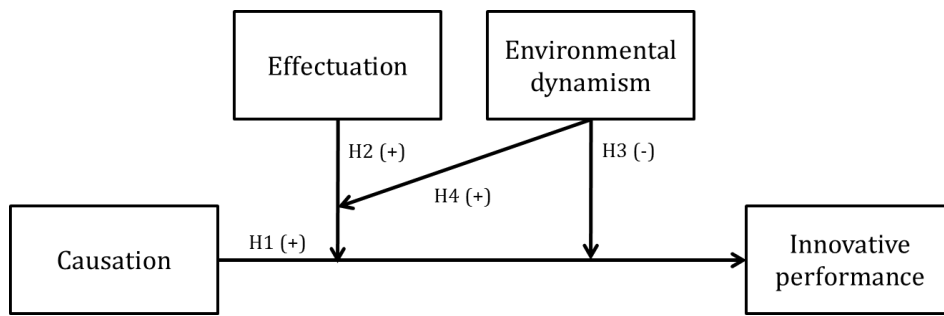 Effectuation
Environmental
dynamism
H2 (+)
H3 (-)
H4 (+)
H1 (+)
Causation
Innovative
performance